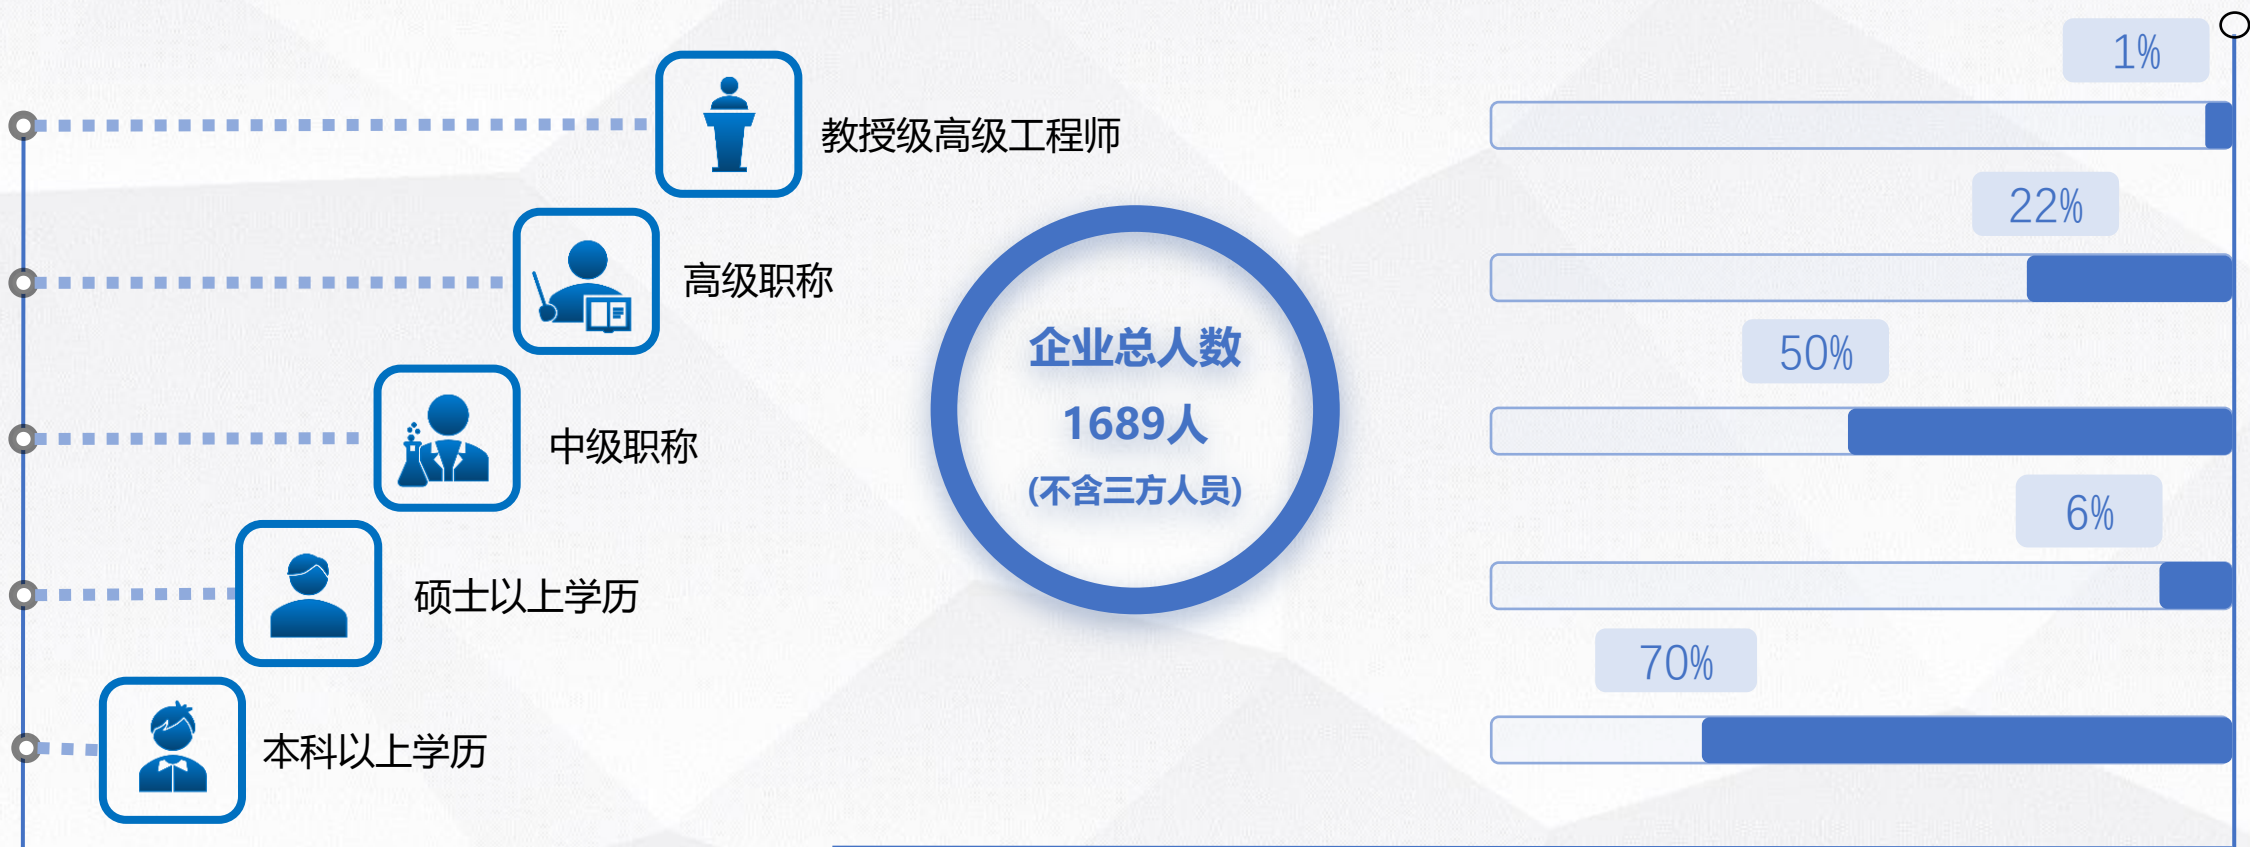 教授级高级工程师
1%
高级职称
22%
中级职称
50%
硕士以上学历
6%
本科以上学历
70%
企业总人数
1689人
(不含三方人员)